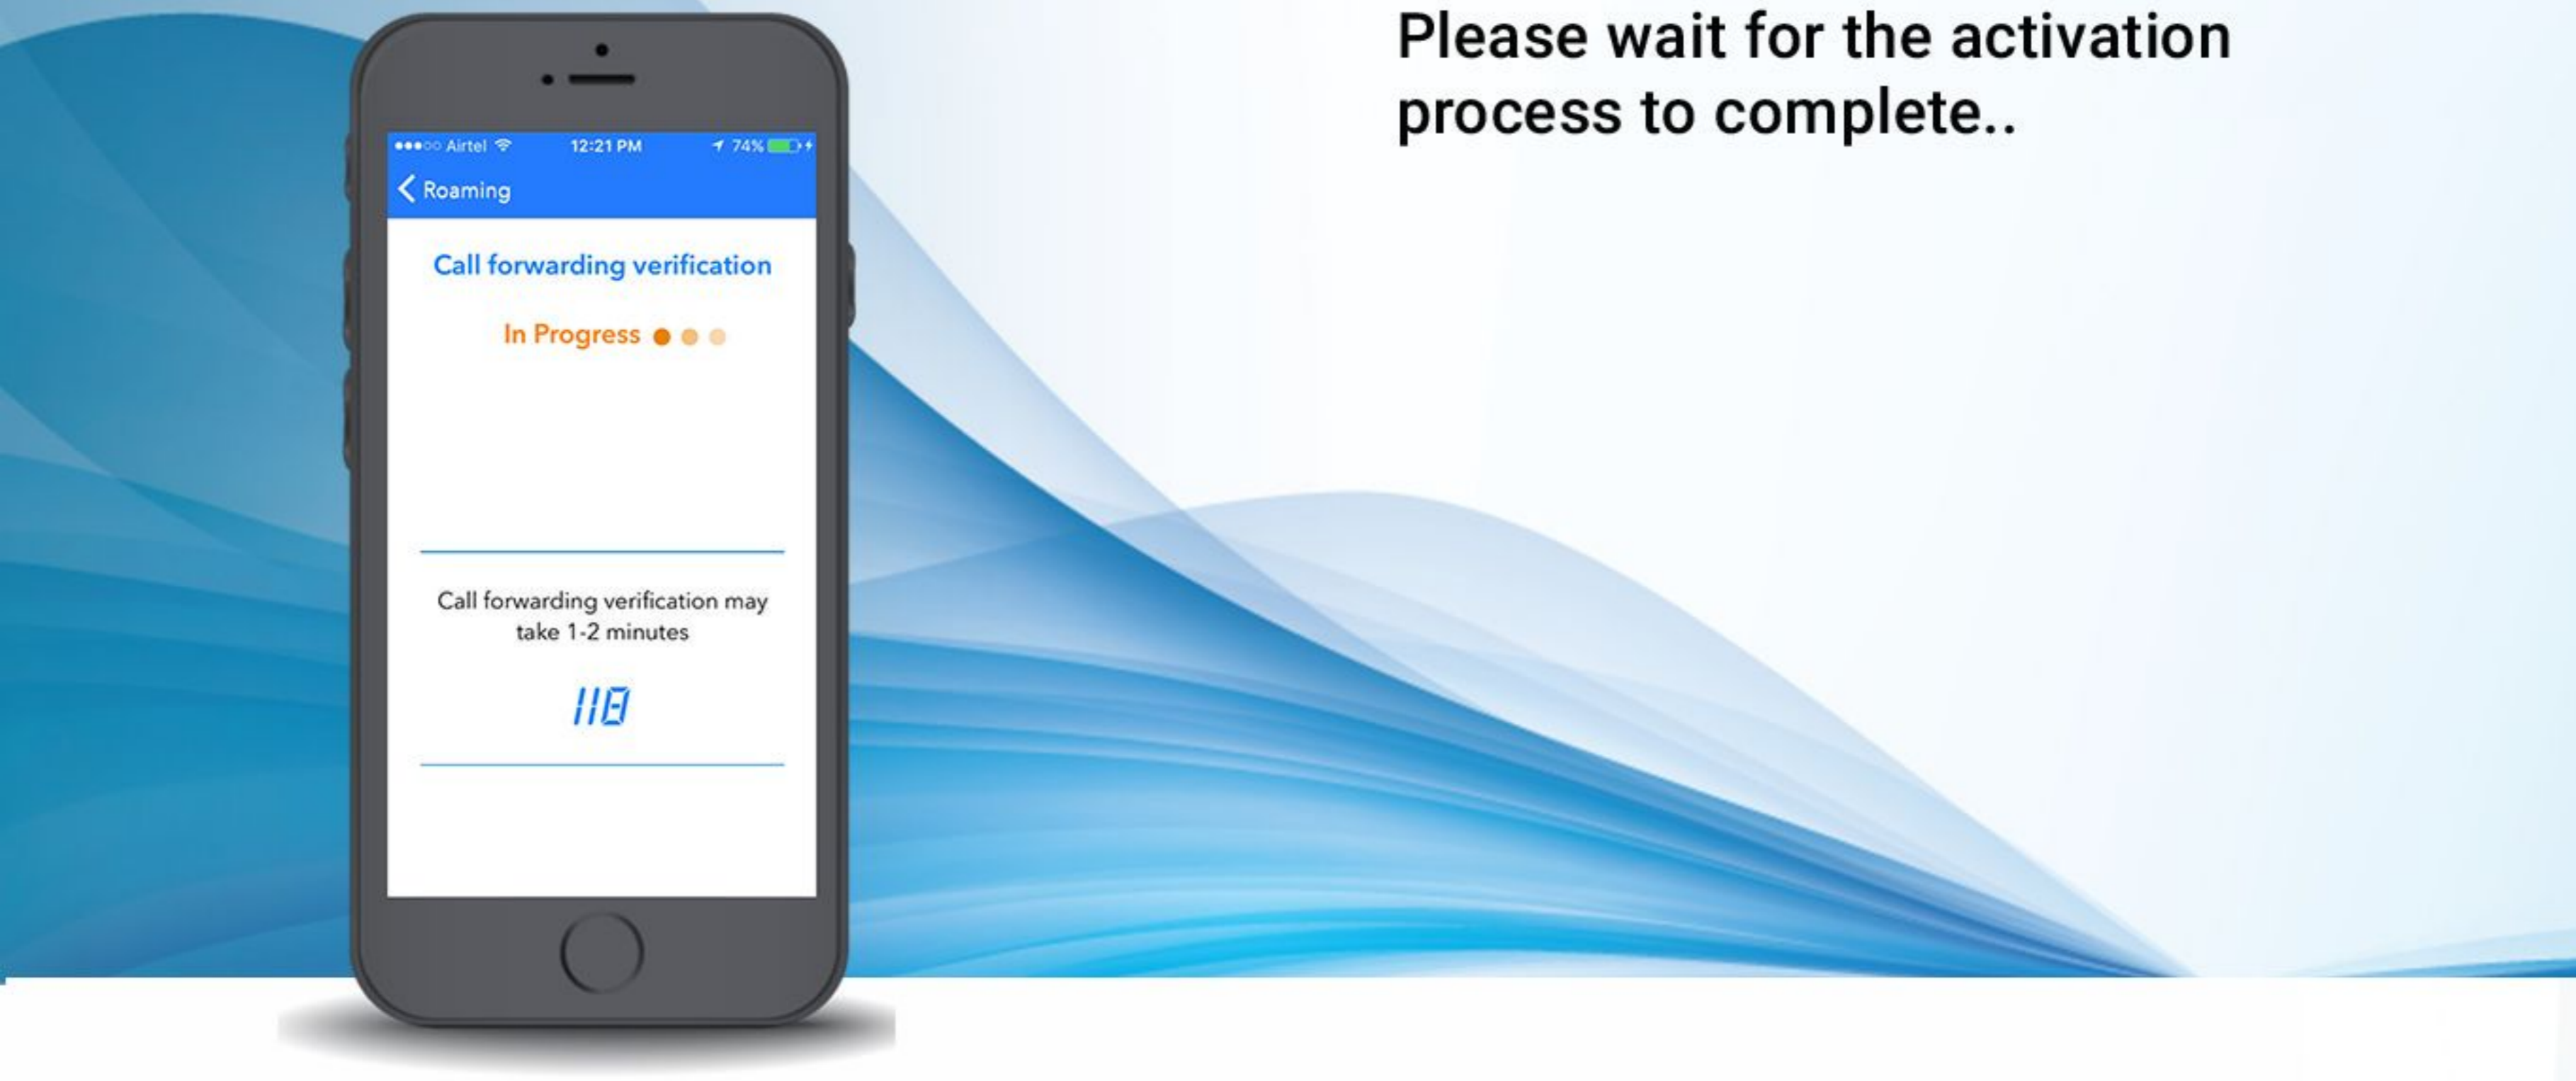 Please wait for the activation
process to complete..
Airtel 12:21 PM 74%
Roaming
Call forwarding verification
In Progress
Call forwarding verification may
take 1-2 minutes
118